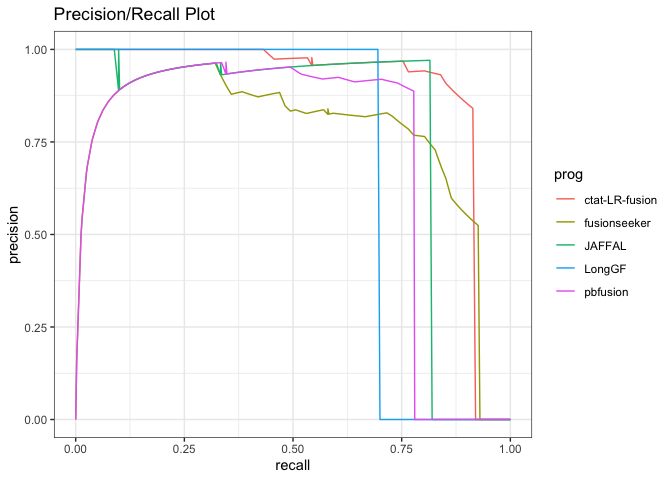 Precision/Recall Plot
precision
1.00
0.75
0.50
0.25
0.00
0.00 0.25 0.50 0.75 1.00
recall
prog
ctat-LR-fusion
fusionseeker
JAFFAL
LongGF
pbfusion